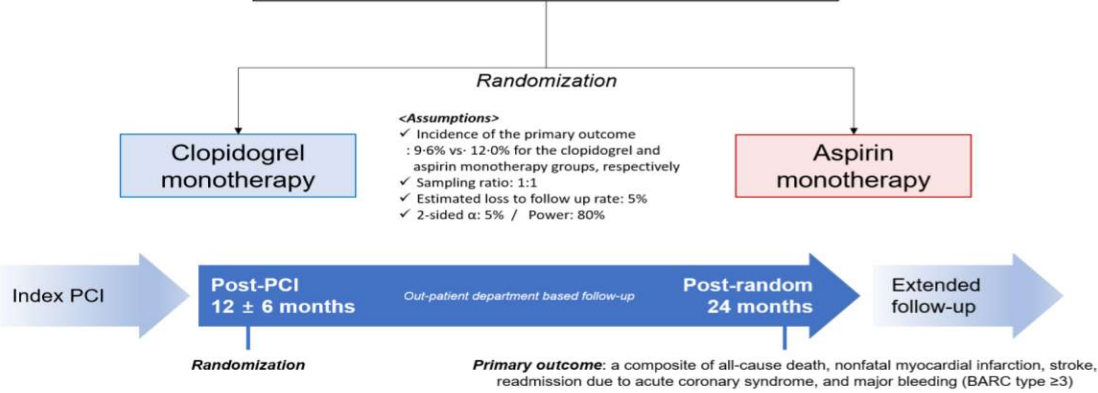 Randomization
<Assumptions>
✓ Incidence of the primary outcome
: 9·6% vs· 12·0% for the clopidogrel and
aspirin monotherapy groups, respectively
✓ Sampling ratio: 1:1
✓ Estimated loss to follow up rate: 5%
✓ 2-sided α: 5% / Power: 80%
Clopidogrel
monotherapy
Aspirin
monotherapy
Index PCI
Post-PCI
12 ± 6 months
Out-patient department based follow-up
Post-random
24 months
Extended
follow-up
Randomization
Primary outcome: a composite of all-cause death, nonfatal myocardial infarction, stroke,
readmission due to acute coronary syndrome, and major bleeding (BARC type ≥3)